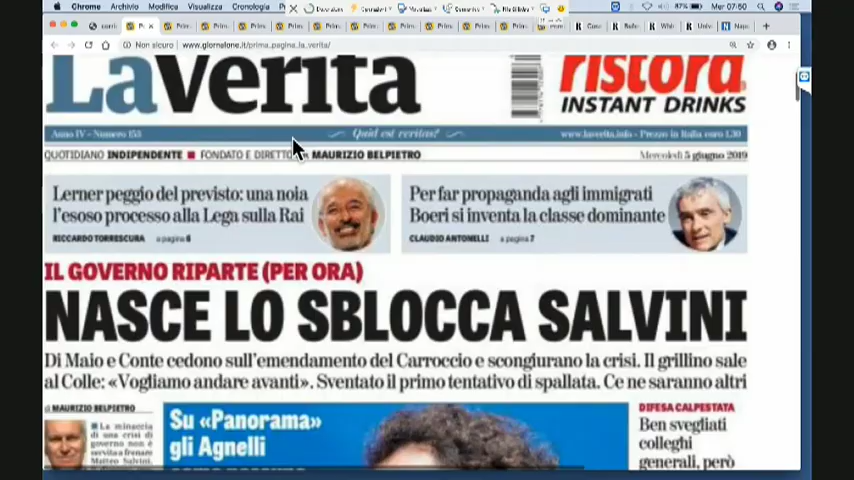 Chrome Archivio Modifica Visualizza Cronologia
87% Mer 07:50
Non sicuro www.giornalone.it/prima_pagina_la_verita/
LaVerità
ristora
INSTANT DRINKS
Anno IV - Numero 153 Quid est veritas? www.laverita.info - Prezzo in Italia euro 1,30
QUOTIDIANO INDIPENDENTE FONDATO E DIRETTO MAURIZIO BELPIETRO Mercoledì 5 giugno 2019
Lerner peggio del previsto: una noia
l'esoso processo alla Lega sulla Rai
RICCARDO TORRESCURA a pagina 6
Per far propaganda agli immigrati
Boeri si inventa la classe dominante
CLAUDIO ANTONELLI a pagina 7
IL GOVERNO RIPARTE (PER ORA)
NASCE LO SBLOCCA SALVINI
Di Maio e Conte cedono sull'emendamento del Carroccio e scongiurano la crisi. Il grillino sale
al Colle: «Vogliamo andare avanti». Sventato il primo tentativo di spallata. Ce ne saranno altri
di MAURIZIO BELPIETRO
La minaccia
di una crisi di
governo non è
servita a frenare
Matteo Salvini.
Su «Panorama»
gli Agnelli
DIFESA CALPESTATA
Ben svegliati
colleghi
generali, però